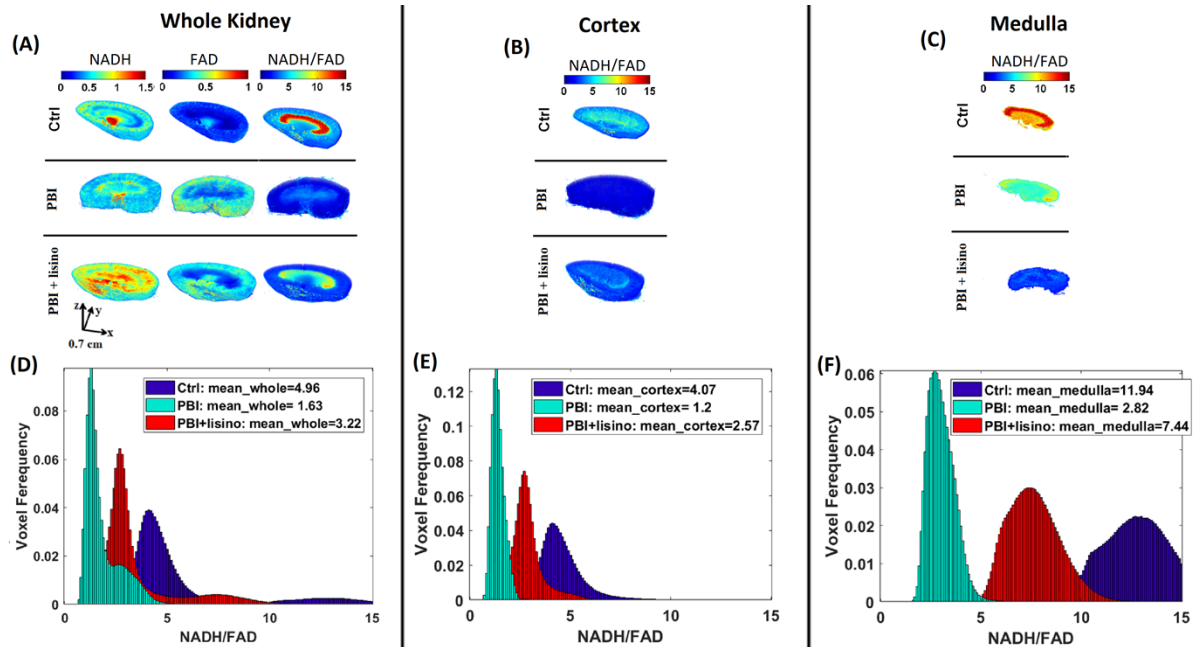 Whole Kidney
Cortex
Medulla
(A)
NADH
FAD
NADH/FAD
0 0.5 1 1.5
0 0.5 1
0 5 10 15
Ctrl
PBI
PBI + lisino
z
y
x
0.7 cm
(B)
NADH/FAD
0 5 10 15
Ctrl
PBI
PBI + lisino
(C)
NADH/FAD
0 5 10 15
Ctrl
PBI
PBI + lisino
(D)
Ctrl: mean_whole=4.96
PBI: mean_whole= 1.63
PBI+lisino: mean_whole=3.22
Voxel Ferequency
0.08
0.06
0.04
0.02
0
0 5 10 15
NADH/FAD
(E)
Ctrl: mean_cortex=4.07
PBI: mean_cortex= 1.2
PBI+lisino: mean_cortex=2.57
Voxel Ferequency
0.12
0.10
0.08
0.06
0.04
0.02
0
0 5 10 15
NADH/FAD
(F)
Ctrl: mean_medulla=11.94
PBI: mean_medulla= 2.82
PBI+lisino: mean_medulla=7.44
Voxel Ferequency
0.06
0.05
0.04
0.03
0.02
0.01
0
0 5 10 15
NADH/FAD